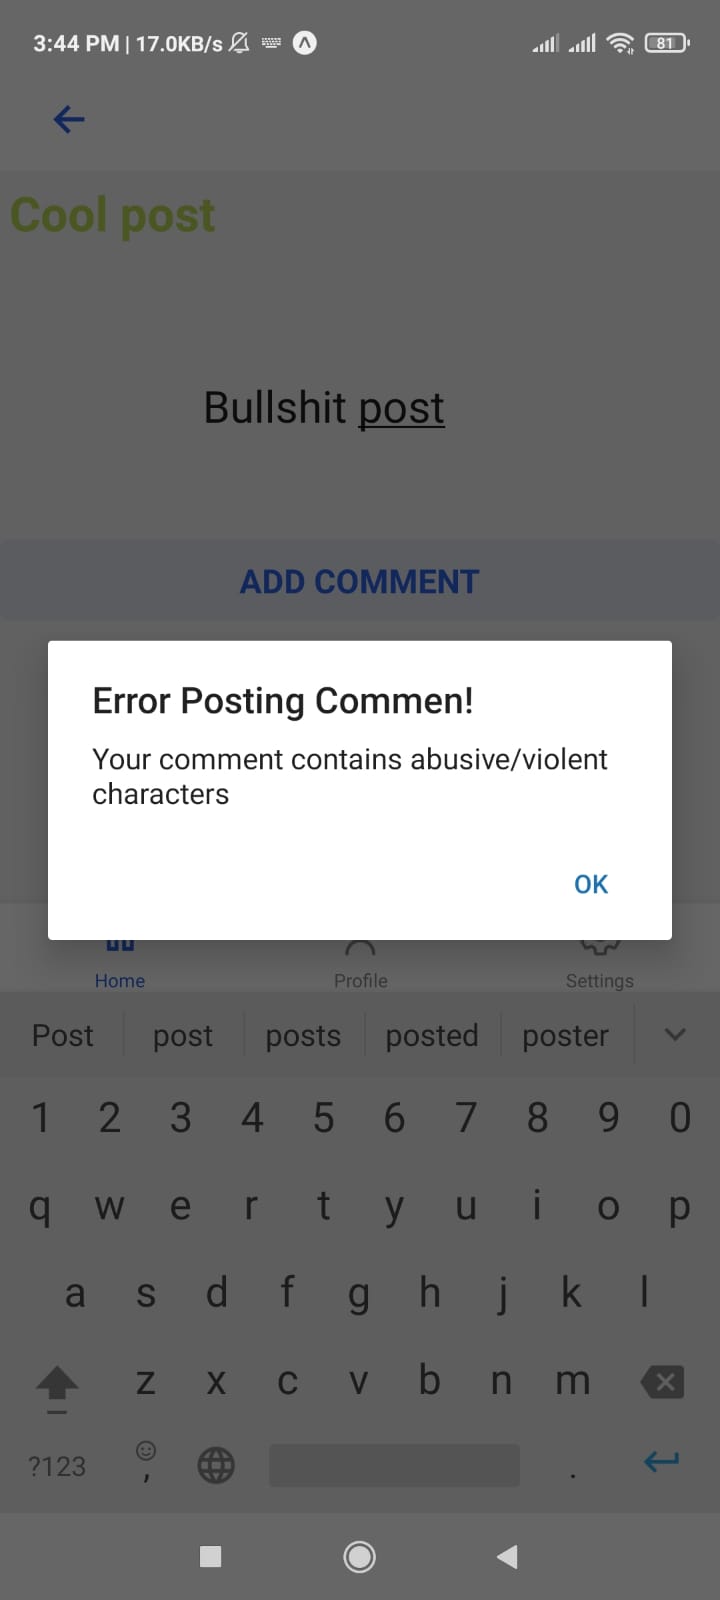 3:44 PM | 17.0KB/s 81
Cool post
Bullshit post
ADD COMMENT
Error Posting Commen!
Your comment contains abusive/violent
characters
OK
Home Profile Settings
Post post posts posted poster
1 2 3 4 5 6 7 8 9 0
q w e r t y u i o p
a s d f g h j k l
z x c v b n m
?123 , .